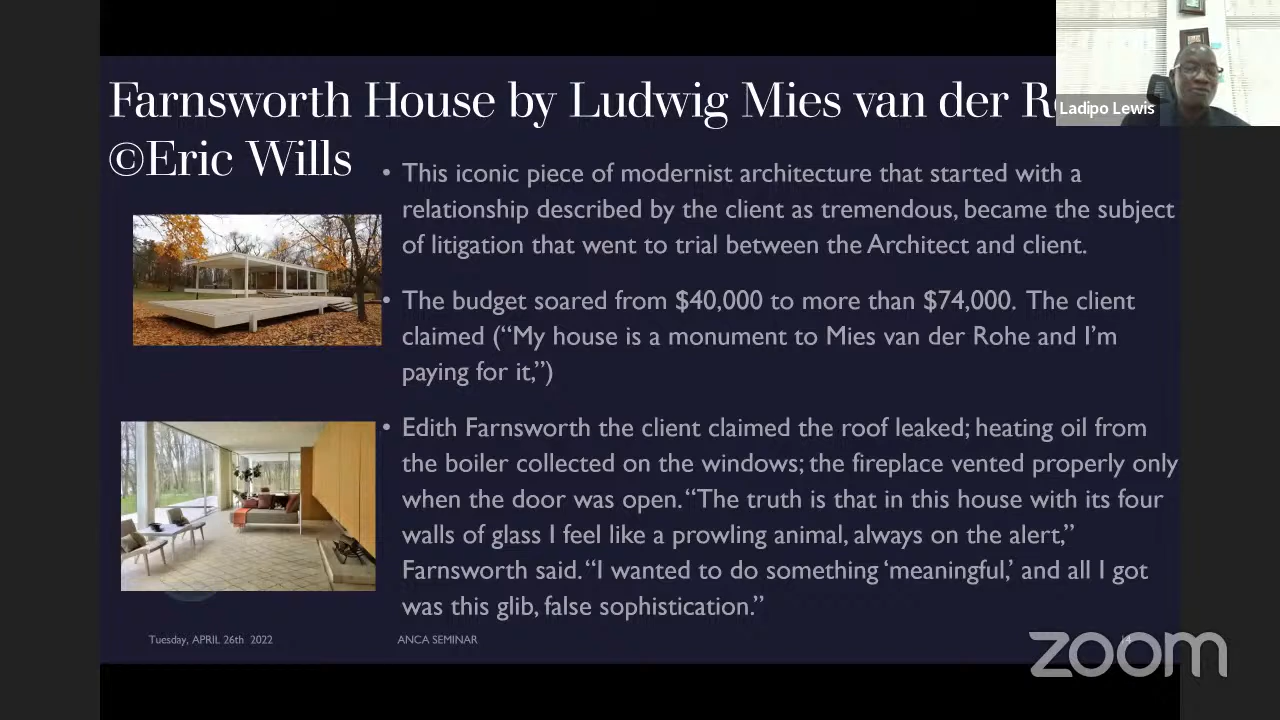 Farnsworth House by Ludwig Mies van der
Ladipo Lewis
©Eric Wills
• This iconic piece of modernist architecture that started with a
relationship described by the client as tremendous, became the subject
of litigation that went to trial between the Architect and client.
• The budget soared from $40,000 to more than $74,000. The client
claimed (“My house is a monument to Mies van der Rohe and I’m
paying for it,”)
• Edith Farnsworth the client claimed the roof leaked; heating oil from
the boiler collected on the windows; the fireplace vented properly only
when the door was open. “The truth is that in this house with its four
walls of glass I feel like a prowling animal, always on the alert,”
Farnsworth said. “I wanted to do something ‘meaningful,’ and all I got
was this glib, false sophistication.”
Tuesday, APRIL 26th 2022
ANCA SEMINAR
zoom